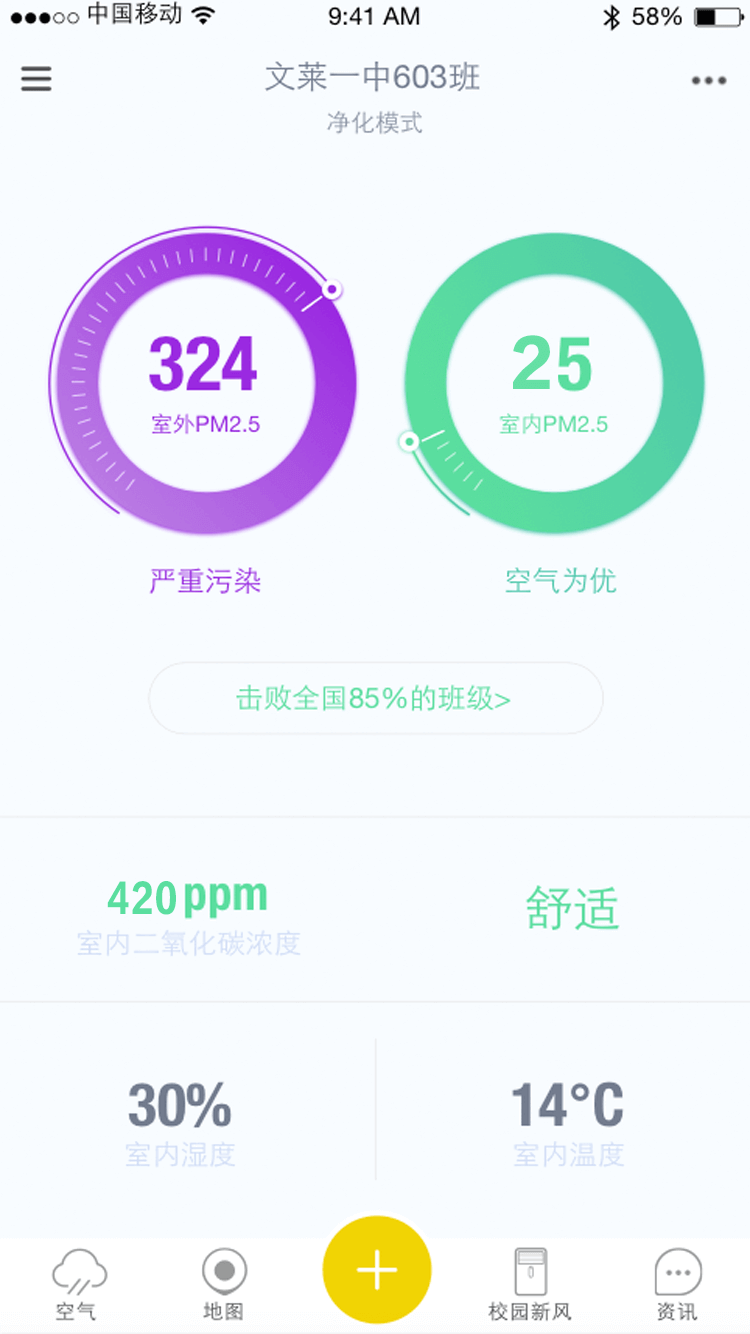 中国移动 9:41 AM 58%
文莱一中603班
净化模式
324 25
室外PM2.5 室内PM2.5
严重污染 空气为优
击败全国85%的班级>
420ppm 舒适
室内二氧化碳浓度
30% 14°C
室内湿度 室内温度
空气 地图 校园新风 资讯